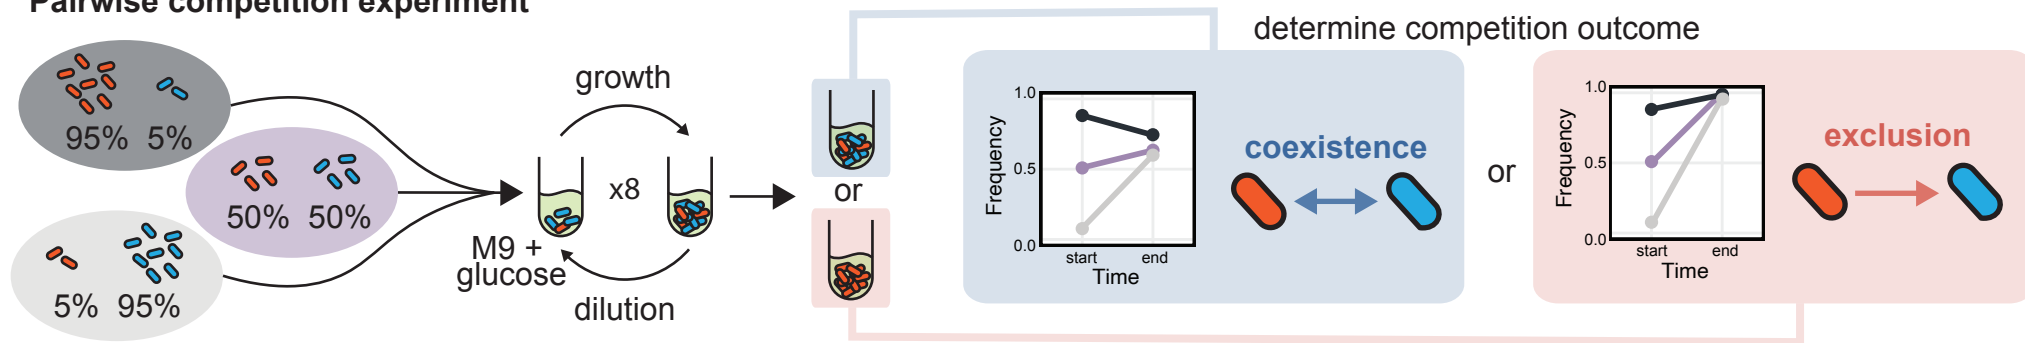 Pairwise competition experiment
95% 5%
50% 50%
5% 95%
growth
x8
M9 +
glucose
dilution
or
determine competition outcome
1.0
0.5
0.0
Frequency
start end
Time
coexistence
or
1.0
0.5
0.0
Frequency
start end
Time
exclusion